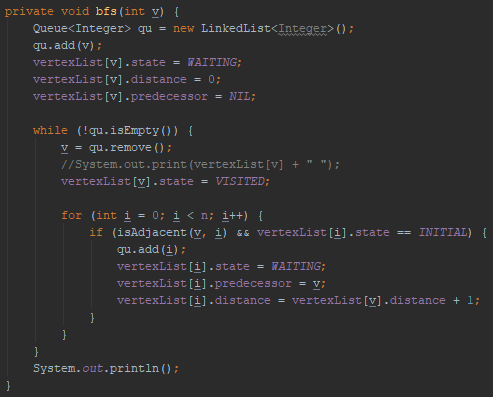 private void bfs(int v) {
    Queue<Integer> qu = new LinkedList<Integer>();
    qu.add(v);
    vertexList[v].state = WAITING;
    vertexList[v].distance = 0;
    vertexList[v].predecessor = NIL;

    while (!qu.isEmpty()) {
        v = qu.remove();
        //System.out.print(vertexList[v] + " ");
        vertexList[v].state = VISITED;

        for (int i = 0; i < n; i++) {
            if (isAdjacent(v, i) && vertexList[i].state == INITIAL) {
                qu.add(i);
                vertexList[i].state = WAITING;
                vertexList[i].predecessor = v;
                vertexList[i].distance = vertexList[v].distance + 1;
            }
        }
    }
    System.out.println();
}